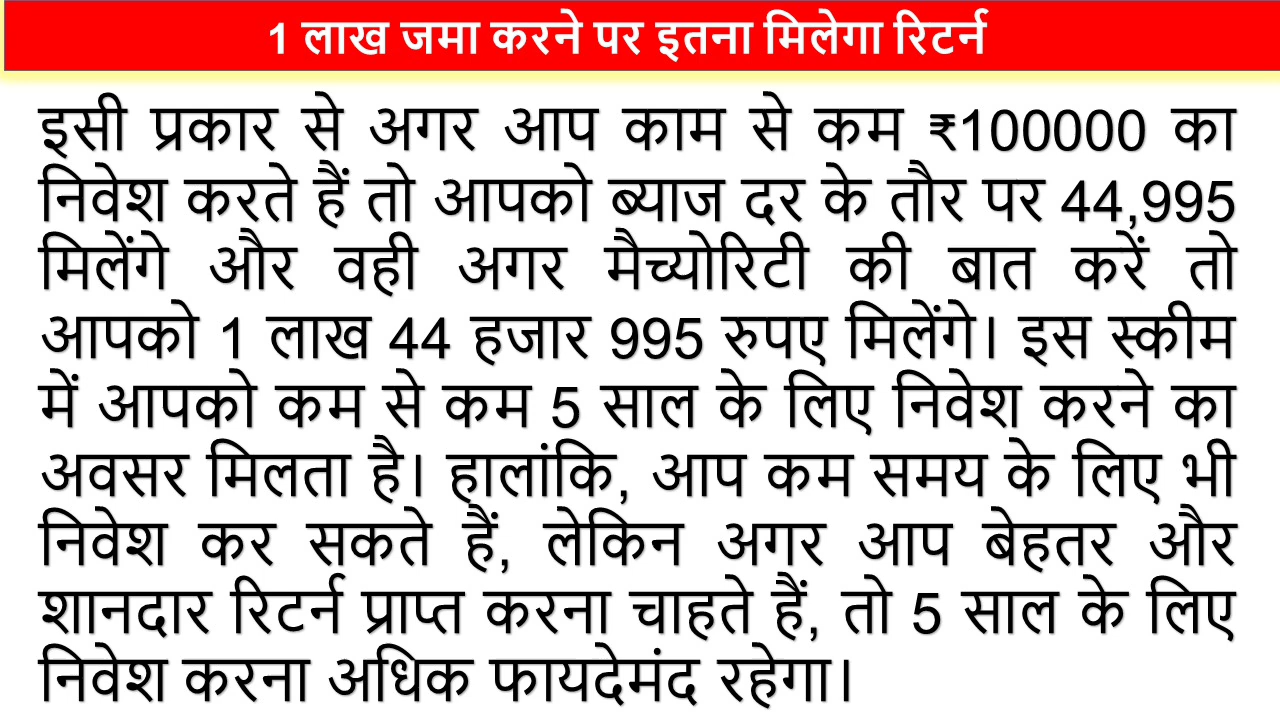 1 लाख जमा करने पर इतना मिलेगा रिटर्न
इसी प्रकार से अगर आप काम से कम ₹100000 का
निवेश करते हैं तो आपको ब्याज दर के तौर पर 44,995
मिलेंगे और वही अगर मैच्योरिटी की बात करें तो
आपको 1 लाख 44 हजार 995 रुपए मिलेंगे। इस स्कीम
में आपको कम से कम 5 साल के लिए निवेश करने का
अवसर मिलता है। हालांकि, आप कम समय के लिए भी
निवेश कर सकते हैं, लेकिन अगर आप बेहतर और
शानदार रिटर्न प्राप्त करना चाहते हैं, तो 5 साल के लिए
निवेश करना अधिक फायदेमंद रहेगा।